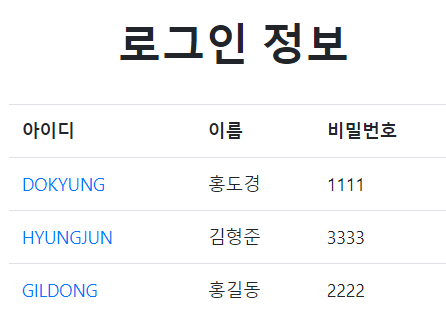 로그인 정보
아이디 이름 비밀번호
DOKYUNG 홍도경 1111
HYUNGJUN 김형준 3333
GILDONG 홍길동 2222